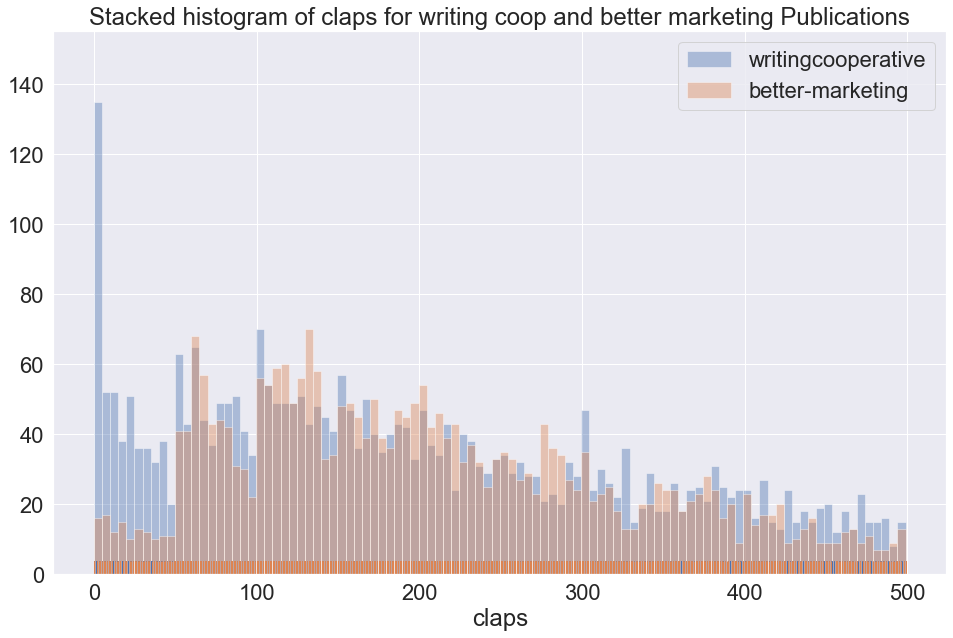 Stacked histogram of claps for writing coop and better marketing Publications
writingcooperative
better-marketing
140
120
100
80
60
40
20
0
0 100 200 300 400 500
claps